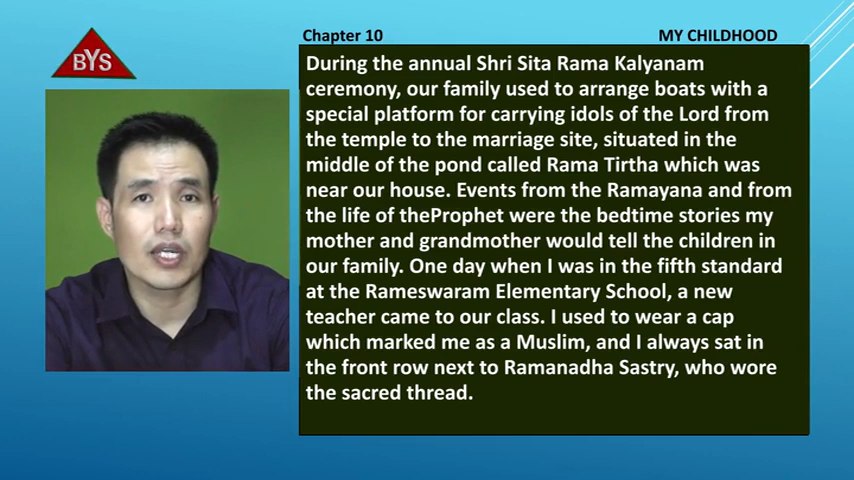 BYS
Chapter 10
MY CHILDHOOD
During the annual Shri Sita Rama Kalyanam
ceremony, our family used to arrange boats with a
special platform for carrying idols of the Lord from
the temple to the marriage site, situated in the
middle of the pond called Rama Tirtha which was
near our house. Events from the Ramayana and from
the life of theProphet were the bedtime stories my
mother and grandmother would tell the children in
our family. One day when I was in the fifth standard
at the Rameswaram Elementary School, a new
teacher came to our class. I used to wear a cap
which marked me as a Muslim, and I always sat in
the front row next to Ramanadha Sastry, who wore
the sacred thread.